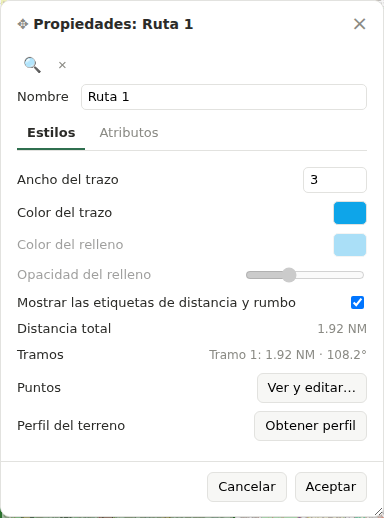 Propiedades: Ruta 1
Nombre Ruta 1
Estilos Atributos
Ancho del trazo 3
Color del trazo
Color del relleno
Opacidad del relleno
Mostrar las etiquetas de distancia y rumbo
Distancia total 1.92 NM
Tramos Tramo 1: 1.92 NM · 108.2°
Puntos Ver y editar...
Perfil del terreno Obtener perfil
Cancelar Aceptar